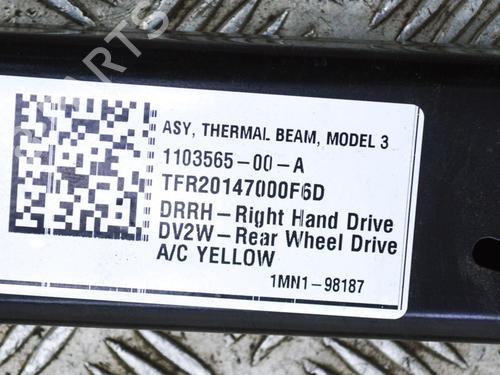 ASY, THERMAL BEAM, MODEL 3
1103565-00-A
TFR20147000F6D
DRRH-Right Hand Drive
DV2W-Rear Wheel Drive
A/C YELLOW
1MN1-98187